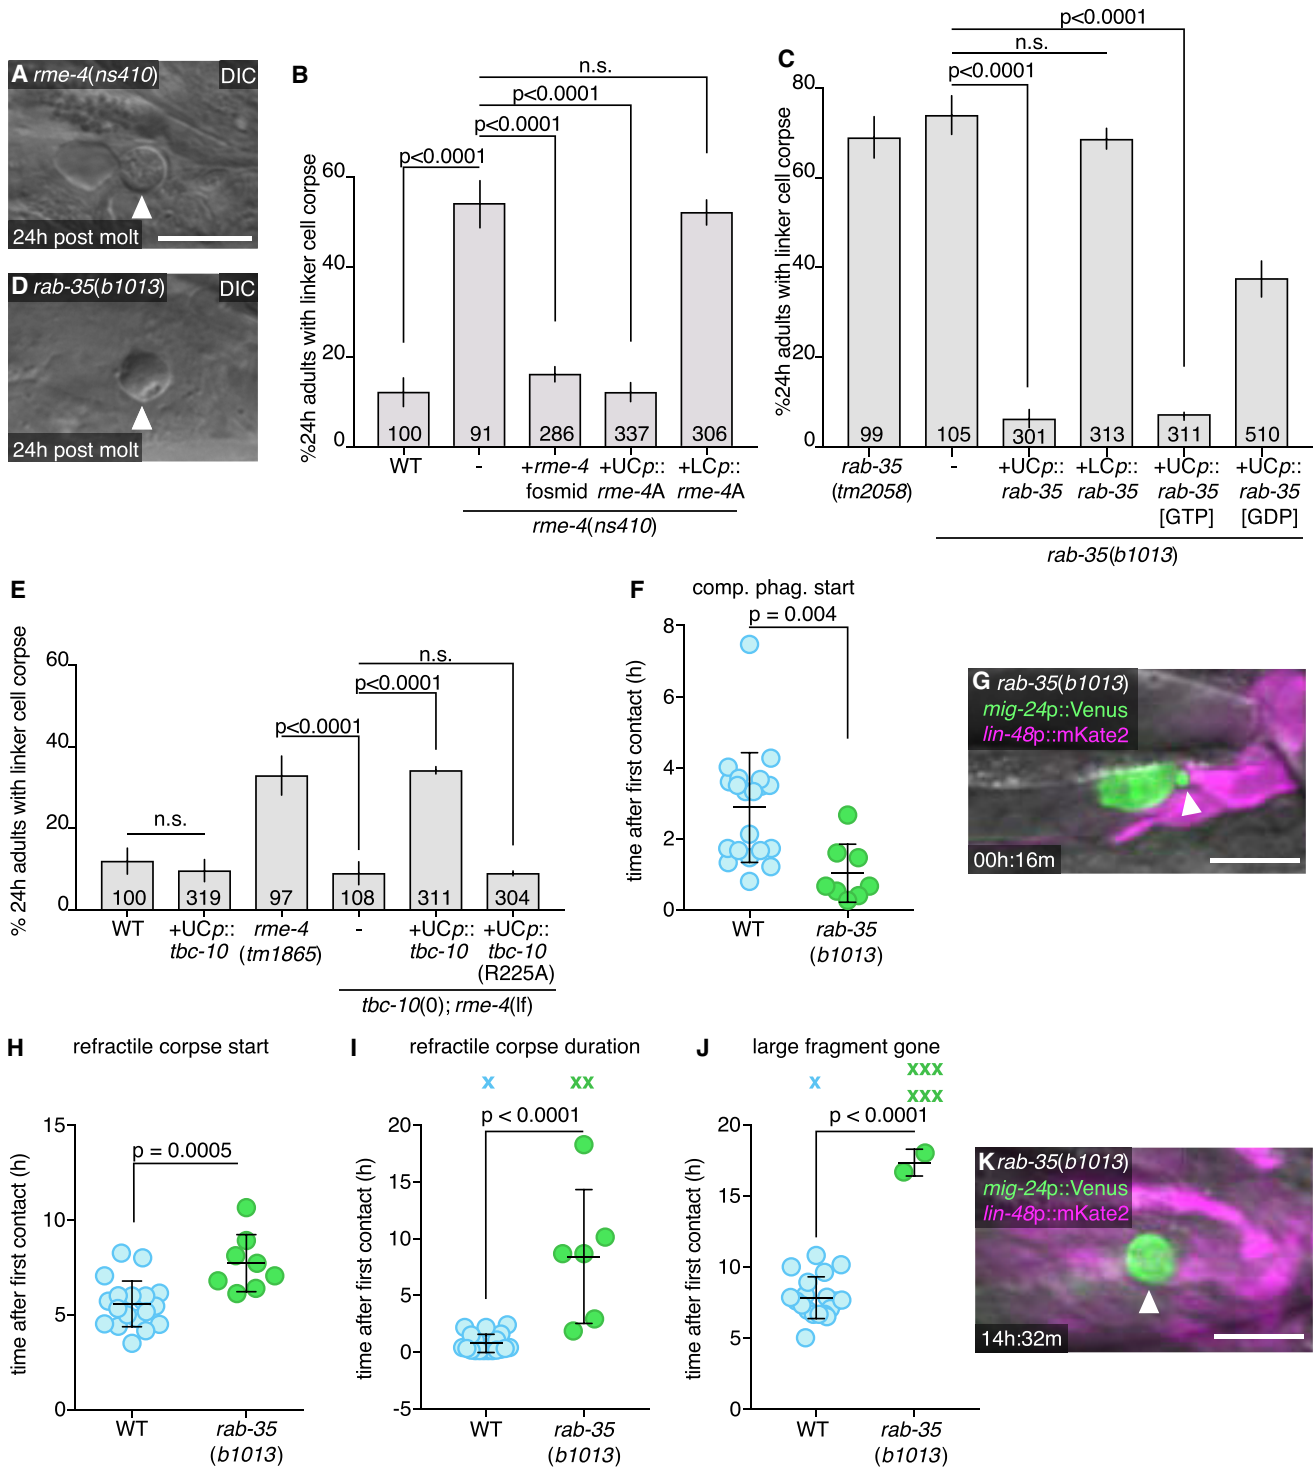 A rme-4(ns410) DIC
24h post molt
D rab-35(b1013) DIC
24h post molt
B
n.s.
p<0.0001
p<0.0001
p<0.0001
%24h adults with linker cell corpse
60
40
20
0
100 91 286 337 306
WT - +rme-4 +UCp:: +LCp::
fosmid rme-4A rme-4A
rme-4(ns410)
C
p<0.0001
n.s.
p<0.0001
%24h adults with linker cell corpse
80
60
40
20
0
99 105 301 313 311 510
rab-35 - +UCp:: +LCp:: +UCp:: +UCp::
(tm2058) rab-35 rab-35 rab-35 rab-35
[GTP] [GDP]
rab-35(b1013)
E
n.s.
p<0.0001
p<0.0001
n.s.
% 24h adults with linker cell corpse
60
40
20
0
100 319 97 108 311 304
WT +UCp:: rme-4 - +UCp:: +UCp::
tbc-10 (tm1865) tbc-10 tbc-10
(R225A)
tbc-10(0); rme-4(lf)
F comp. phag. start
p = 0.004
time after first contact (h)
8
6
4
2
0
WT rab-35
(b1013)
G rab-35(b1013)
mig-24p::Venus
lin-48p::mKate2
00h:16m
H refractile corpse start
p = 0.0005
time after first contact (h)
15
10
5
0
WT rab-35
(b1013)
I refractile corpse duration
x xx
p < 0.0001
time after first contact (h)
20
15
10
5
0
-5
WT rab-35
(b1013)
J large fragment gone
x xxx
xxx
p < 0.0001
time after first contact (h)
20
15
10
5
0
WT rab-35
(b1013)
K rab-35(b1013)
mig-24p::Venus
lin-48p::mKate2
14h:32m